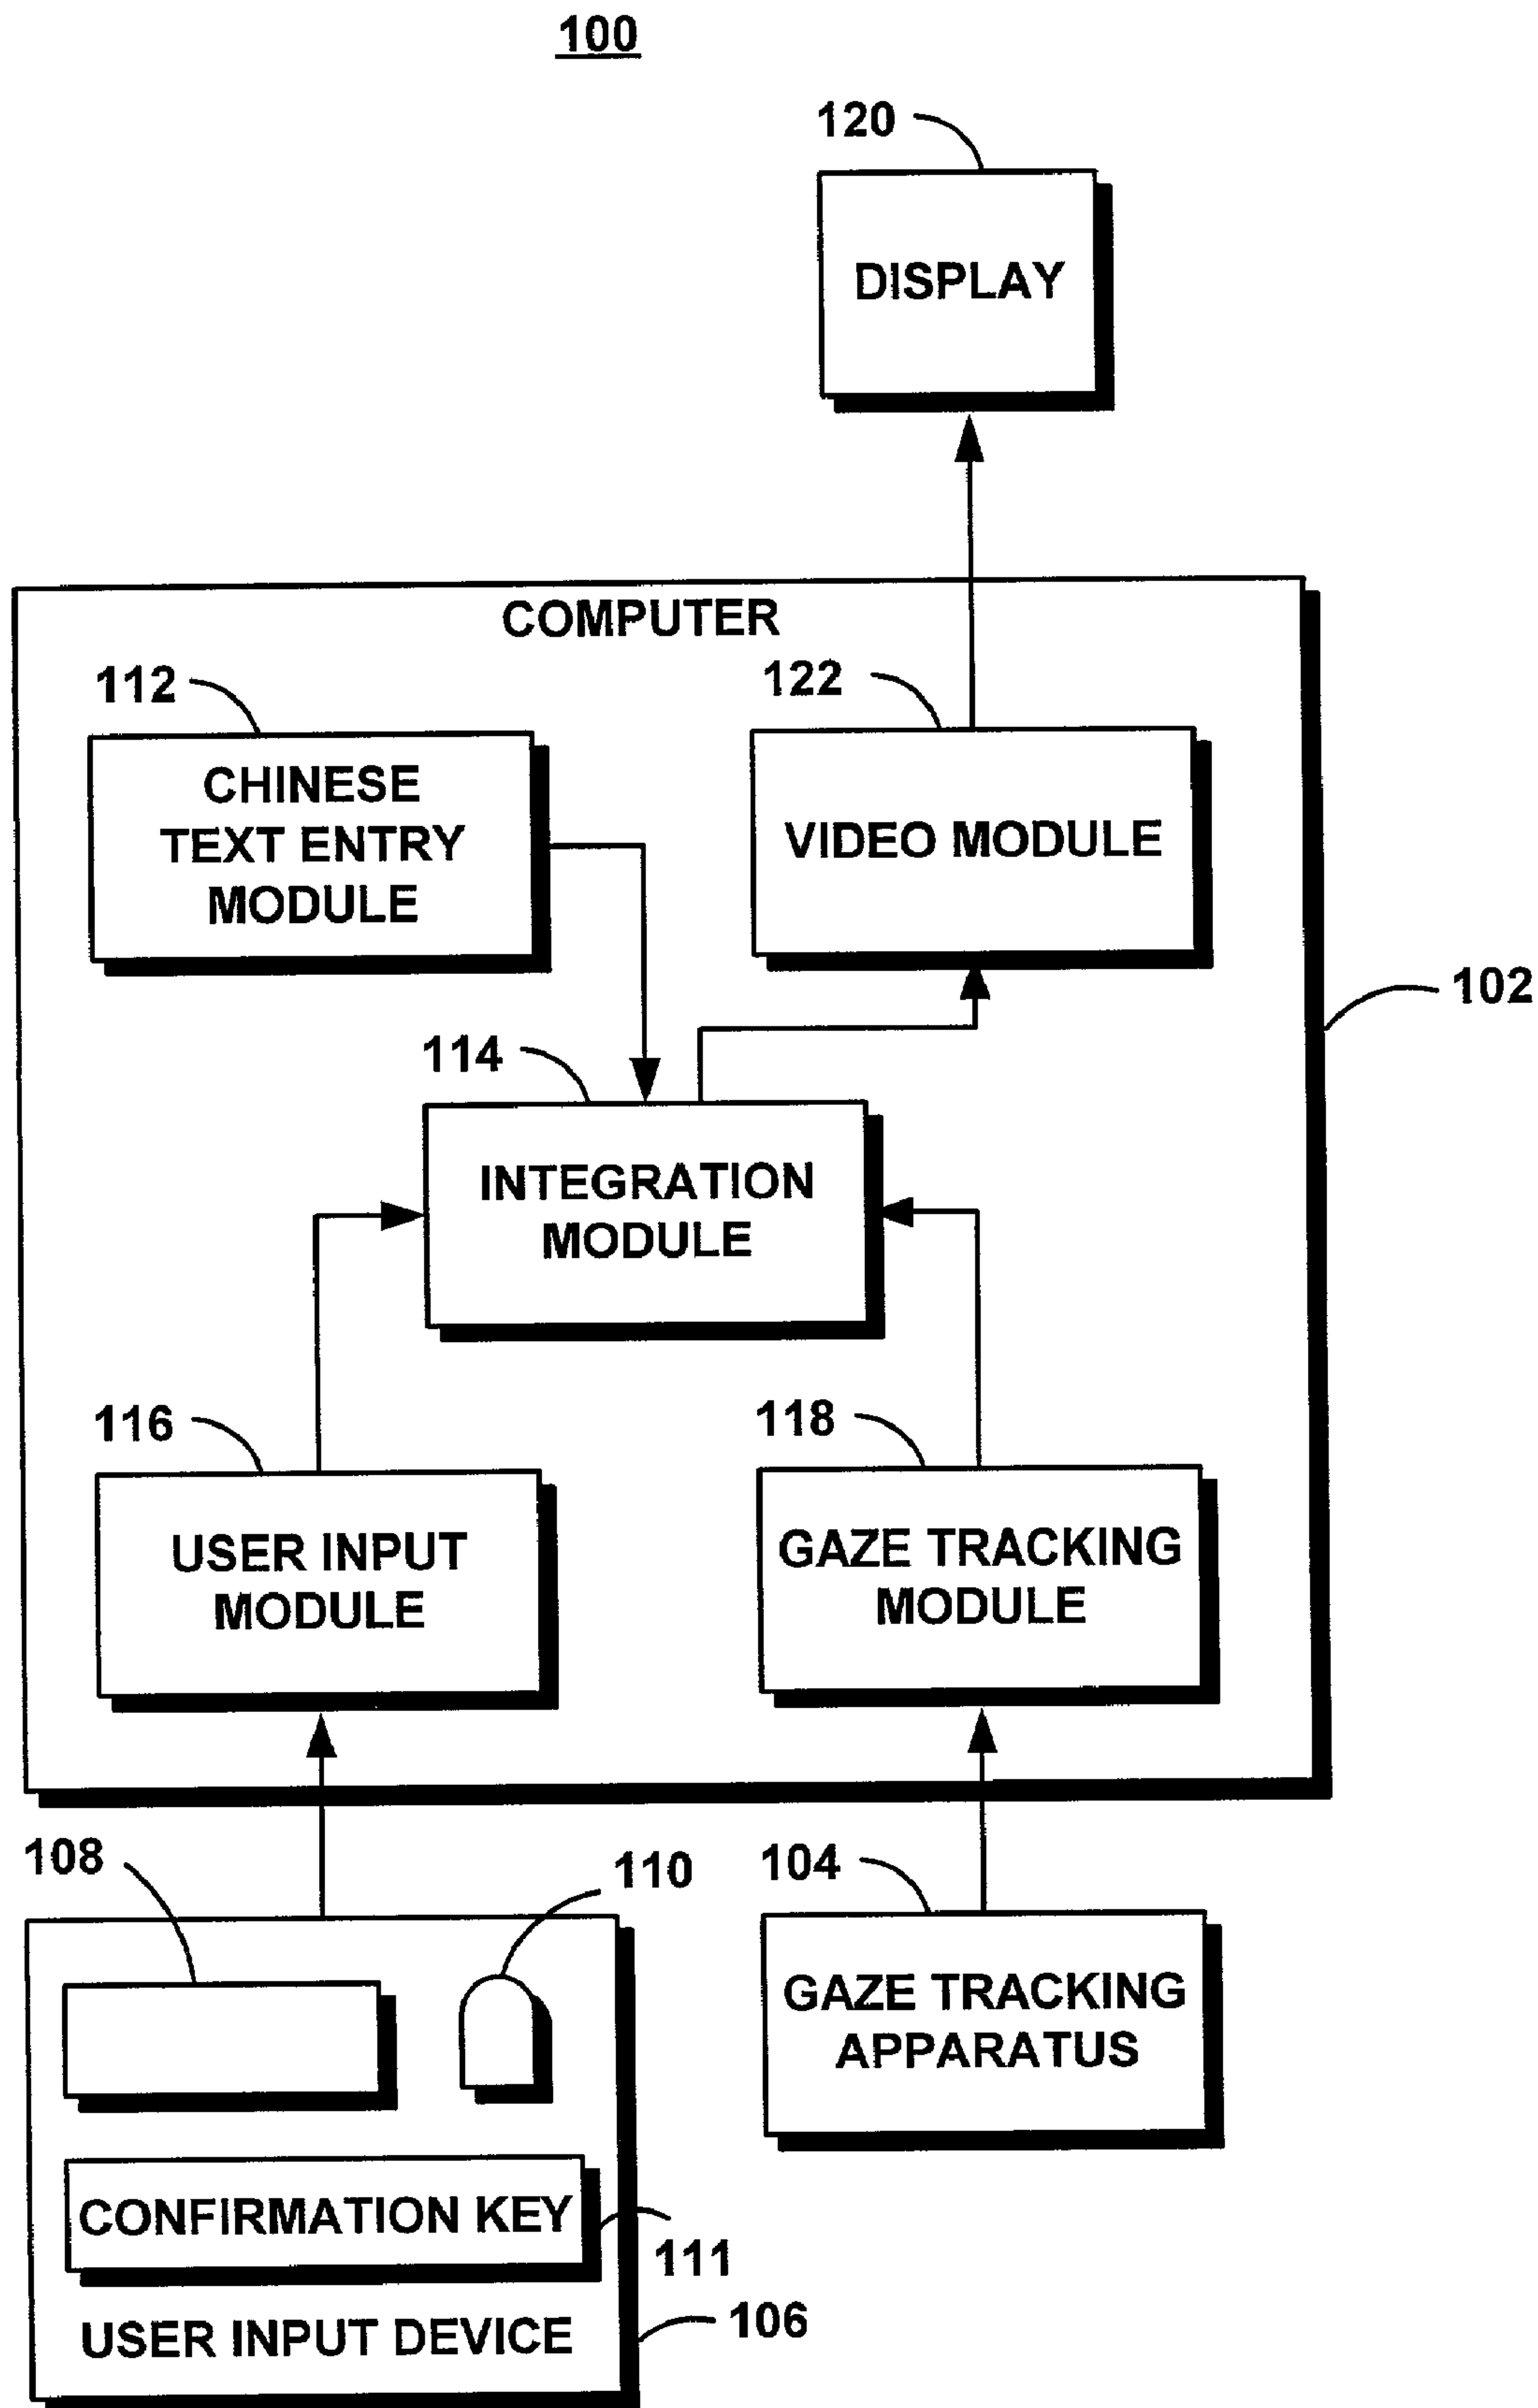 100
120
DISPLAY
COMPUTER
112
122
CHINESE
TEXT ENTRY
MODULE
VIDEO MODULE
102
114
INTEGRATION
MODULE
116
118
USER INPUT
MODULE
GAZE TRACKING
MODULE
108
110
104
GAZE TRACKING
APPARATUS
CONFIRMATION KEY
111
USER INPUT DEVICE
106